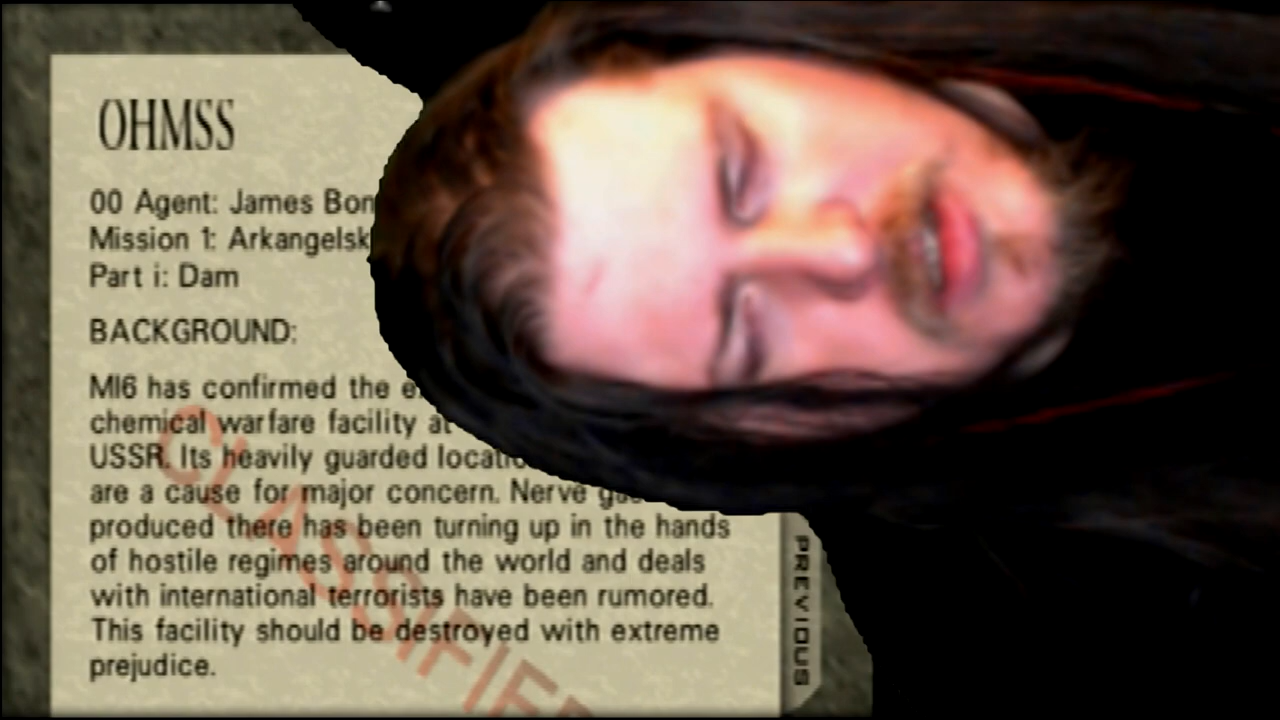 OHMSS
00 Agent: James Bon
Mission 1: Arkangelsk
Part i: Dam
BACKGROUND:
MI6 has confirmed the
chemical warfare facility at
USSR. Its heavily guarded
are a cause for major concern. Nerve
produced there has been turning up in the hands
of hostile regimes around the world and deals
with international terrorists have been rumored.
This facility should be destroyed with extreme
prejudice.
CLASSIFIED
PREVIOUS